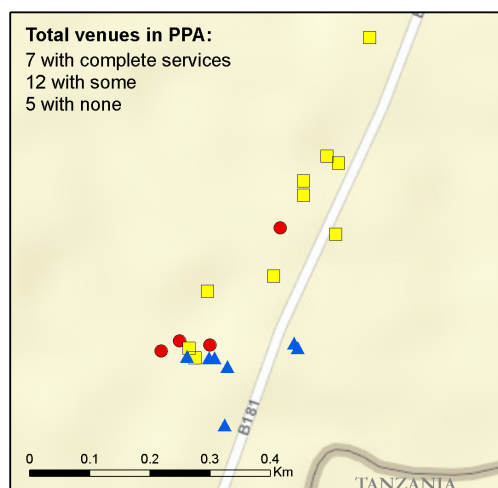 Total venues in PPA:
7 with complete services
12 with some
5 with none
B181
0 0.1 0.2 0.3 0.4
Km
TANZANIA